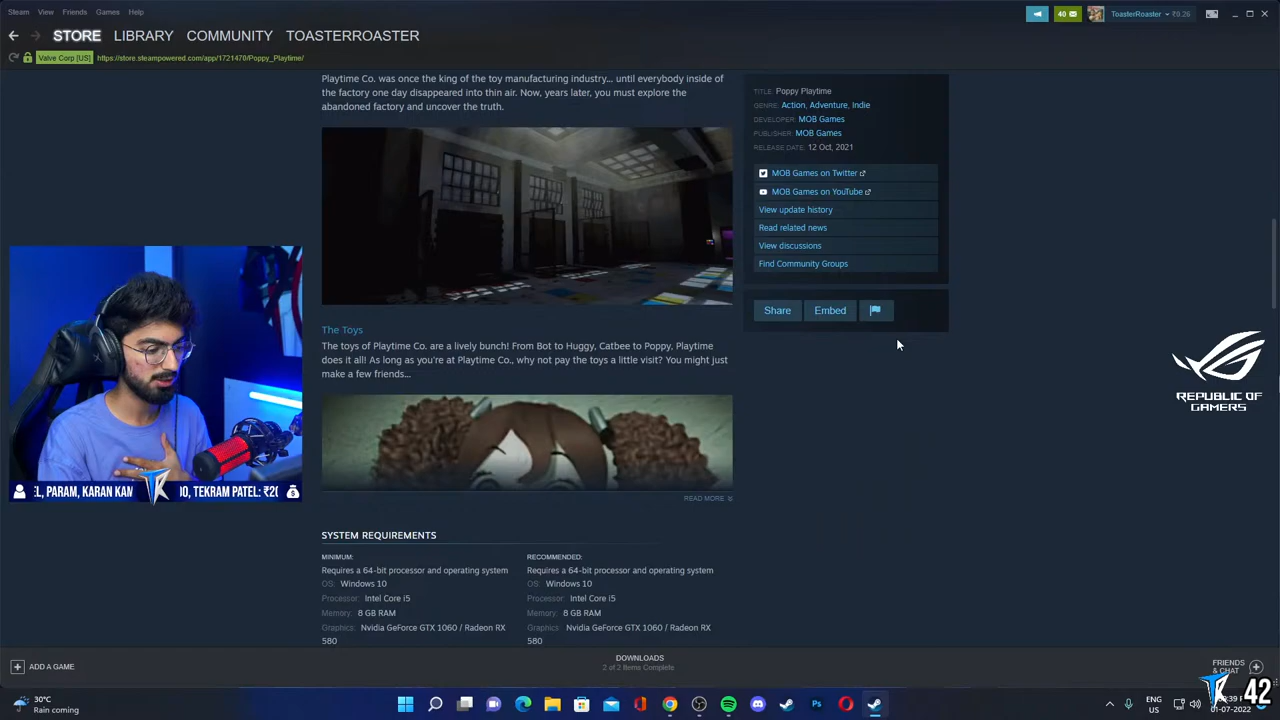 Steam View Friends Games Help
40 ToasterRoaster ₹0.26
STORE LIBRARY COMMUNITY TOASTERROASTER
Valve Corp [US] https://store.steampowered.com/app/1721470/Poppy_Playtime/
Playtime Co. was once the king of the toy manufacturing industry... until everybody inside of
the factory one day disappeared into thin air. Now, years later, you must explore the
abandoned factory and uncover the truth.
TITLE: Poppy Playtime
GENRE: Action, Adventure, Indie
DEVELOPER: MOB Games
PUBLISHER: MOB Games
RELEASE DATE: 12 Oct, 2021
MOB Games on Twitter
MOB Games on YouTube
View update history
Read related news
View discussions
Find Community Groups
Share Embed
The Toys
The toys of Playtime Co. are a lively bunch! From Bot to Huggy, Catbee to Poppy, Playtime
does it all! As long as you're at Playtime Co., why not pay the toys a little visit? You might just
make a few friends...
READ MORE
REPUBLIC OF
GAMERS
EL, PARAM, KARAN KAM TR DO, TEKRAM PATEL: ₹20
SYSTEM REQUIREMENTS
MINIMUM:
Requires a 64-bit processor and operating system
OS: Windows 10
Processor: Intel Core i5
Memory: 8 GB RAM
Graphics: Nvidia GeForce GTX 1060 / Radeon RX
580
RECOMMENDED:
Requires a 64-bit processor and operating system
OS: Windows 10
Processor: Intel Core i5
Memory: 8 GB RAM
Graphics: Nvidia GeForce GTX 1060 / Radeon RX
580
ADD A GAME
DOWNLOADS
2 of 2 Items Complete
FRIENDS
& CHAT
30°C
Rain coming
ENG
US
TR 42
-07-2022